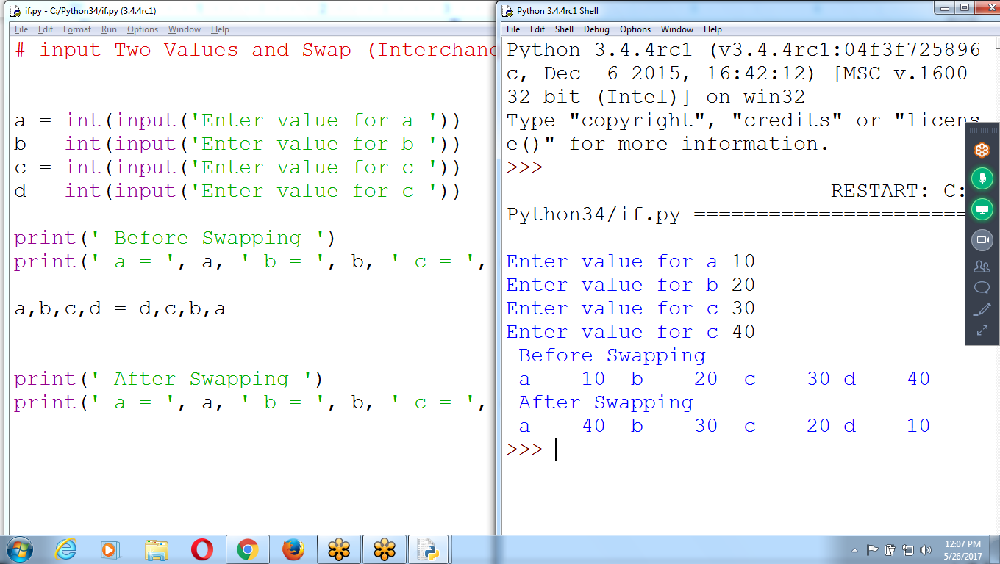 if.py - C:/Python34/if.py (3.4.4rc1)
File Edit Format Run Options Window Help
# input Two Values and Swap (Interchang
a = int(input('Enter value for a '))
b = int(input('Enter value for b '))
c = int(input('Enter value for c '))
d = int(input('Enter value for c '))
print(' Before Swapping ')
print(' a = ', a, ' b = ', b, ' c = ',
a,b,c,d = d,c,b,a
print(' After Swapping ')
print(' a = ', a, ' b = ', b, ' c = ',
Python 3.4.4rc1 Shell
File Edit Shell Debug Options Window Help
Python 3.4.4rc1 (v3.4.4rc1:04f3f725896
c, Dec  6 2015, 16:42:12) [MSC v.1600
32 bit (Intel)] on win32
Type "copyright", "credits" or "licens
e()" for more information.
>>>
========================= RESTART: C:
Python34/if.py ======================
==
Enter value for a 10
Enter value for b 20
Enter value for c 30
Enter value for c 40
 Before Swapping
 a =  10  b =  20  c =  30 d =  40
 After Swapping
 a =  40  b =  30  c =  20 d =  10
>>>
12:07 PM
5/26/2017